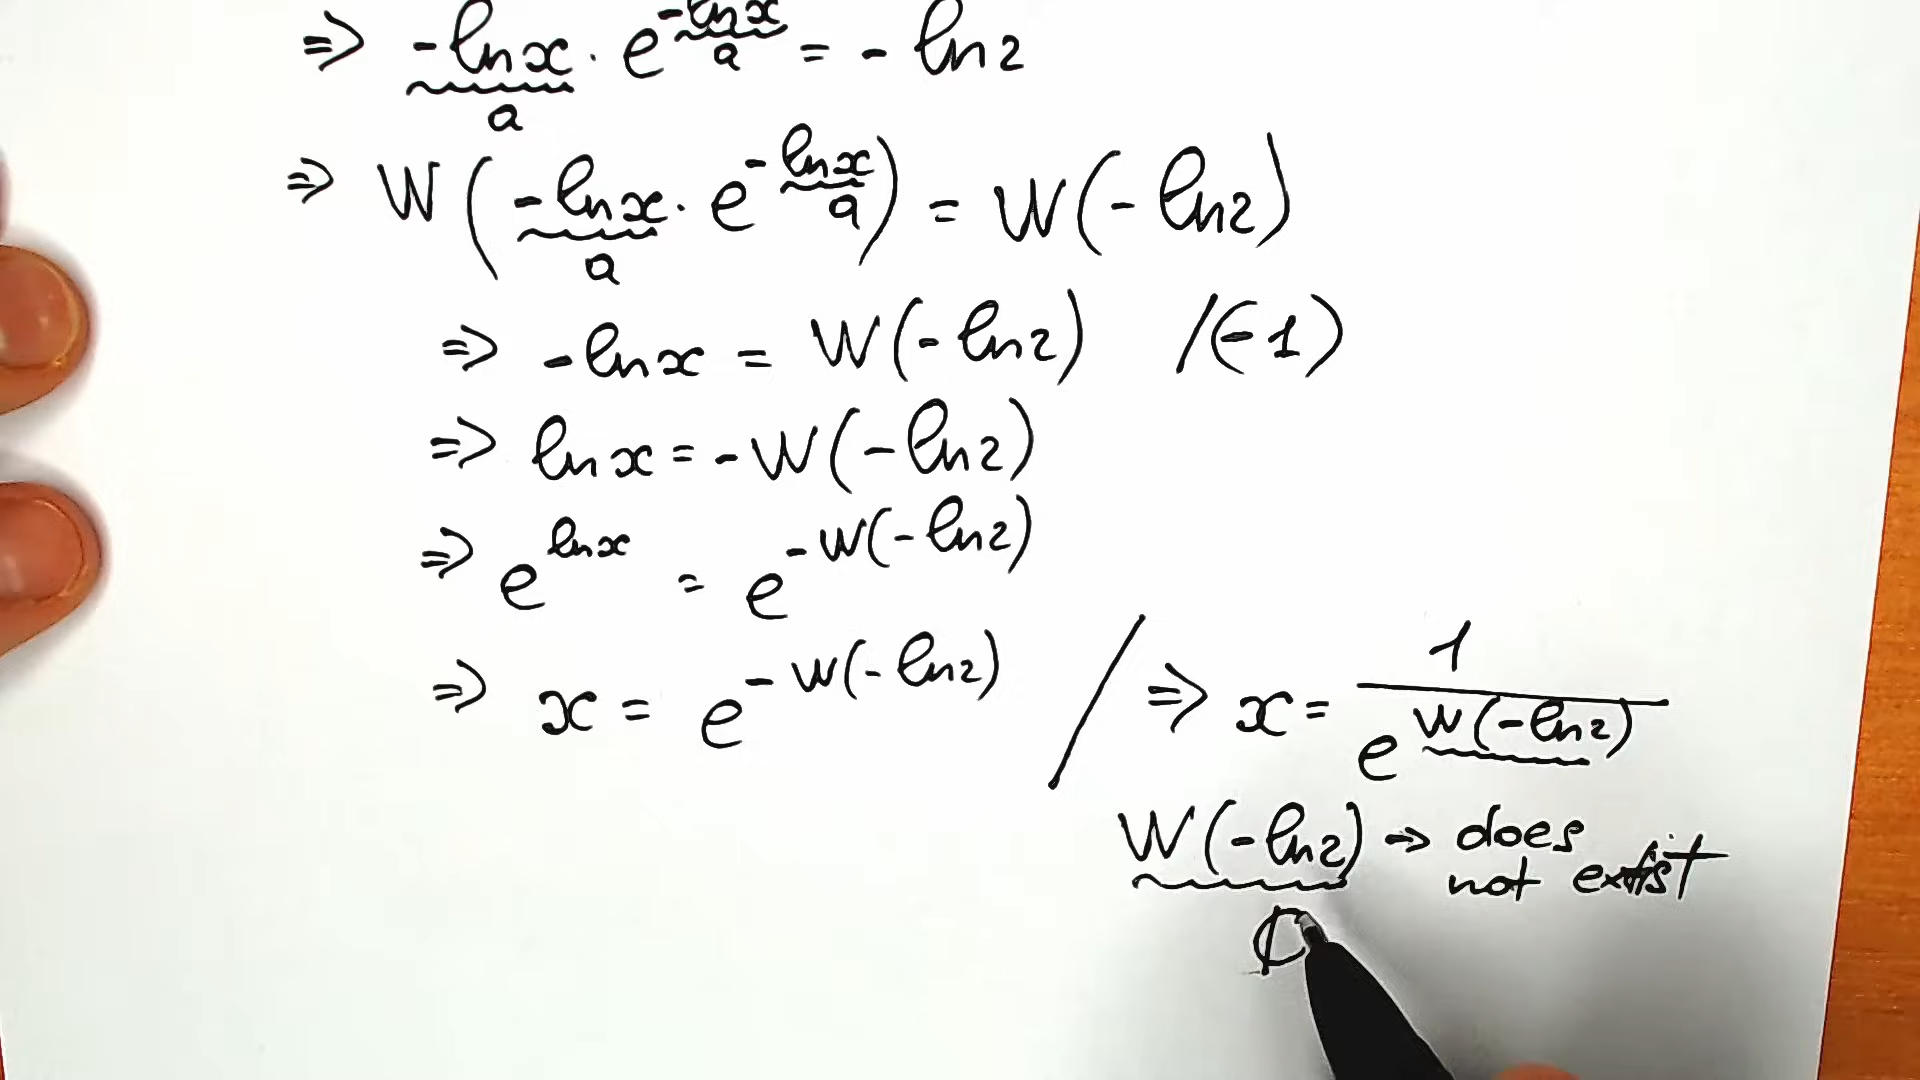 => -ln x · e^{-ln x} = - ln 2
a a
=> W ( -ln x · e^{-ln x} ) = W(- ln 2)
a a
=> -ln x = W(- ln 2) /(-1)
=> ln x = - W(- ln 2)
=> e^{ln x} = e^{-W(- ln 2)}
=> x = e^{-W(- ln 2)} / => x = 1 / e^{W(-ln 2)}
W(-ln 2) → does
not exist
ℂ